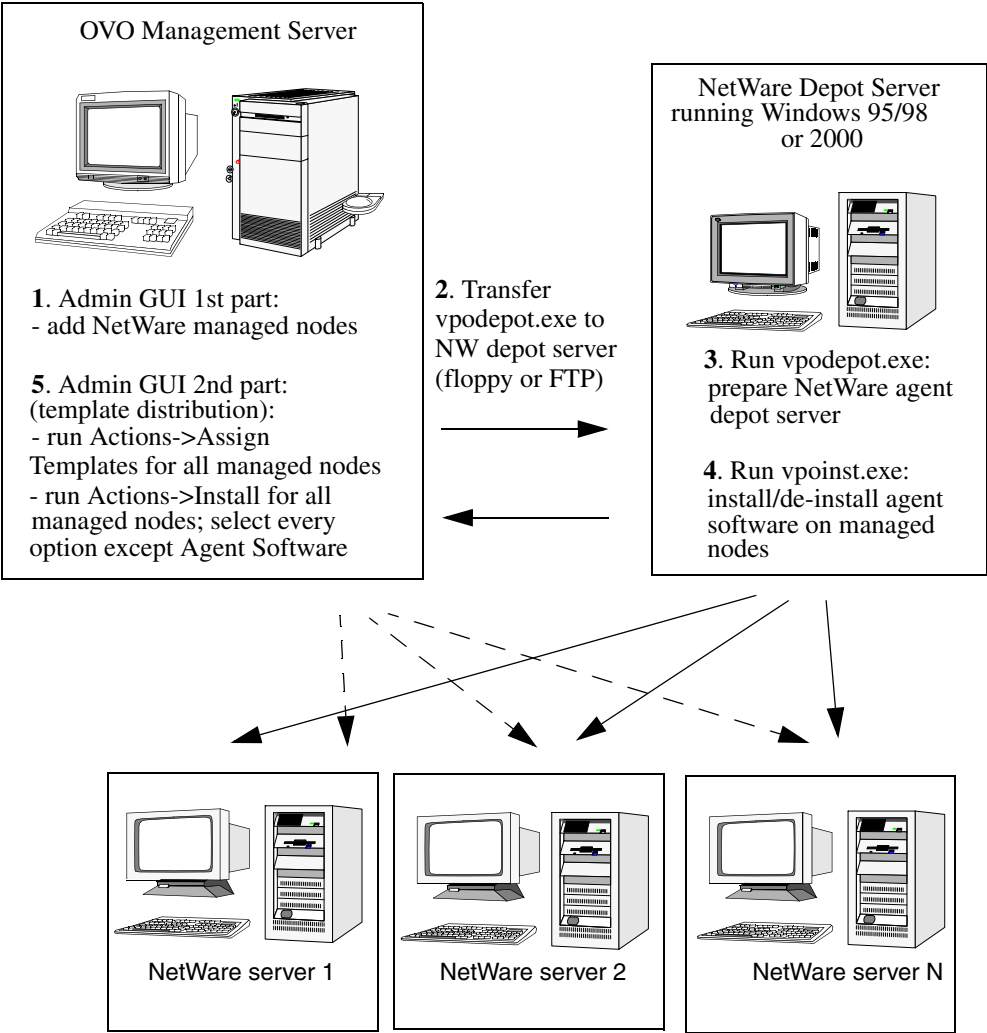 OVO Management Server
1. Admin GUI 1st part:
- add NetWare managed nodes
5. Admin GUI 2nd part:
(template distribution):
- run Actions->Assign
Templates for all managed nodes
- run Actions->Install for all
managed nodes; select every
option except Agent Software
2. Transfer
vpodepot.exe to
NW depot server
(floppy or FTP)
NetWare Depot Server
running Windows 95/98
or 2000
3. Run vpodepot.exe:
prepare NetWare agent
depot server
4. Run vpoinst.exe:
install/de-install agent
software on managed
nodes
NetWare server 1
NetWare server 2
NetWare server N